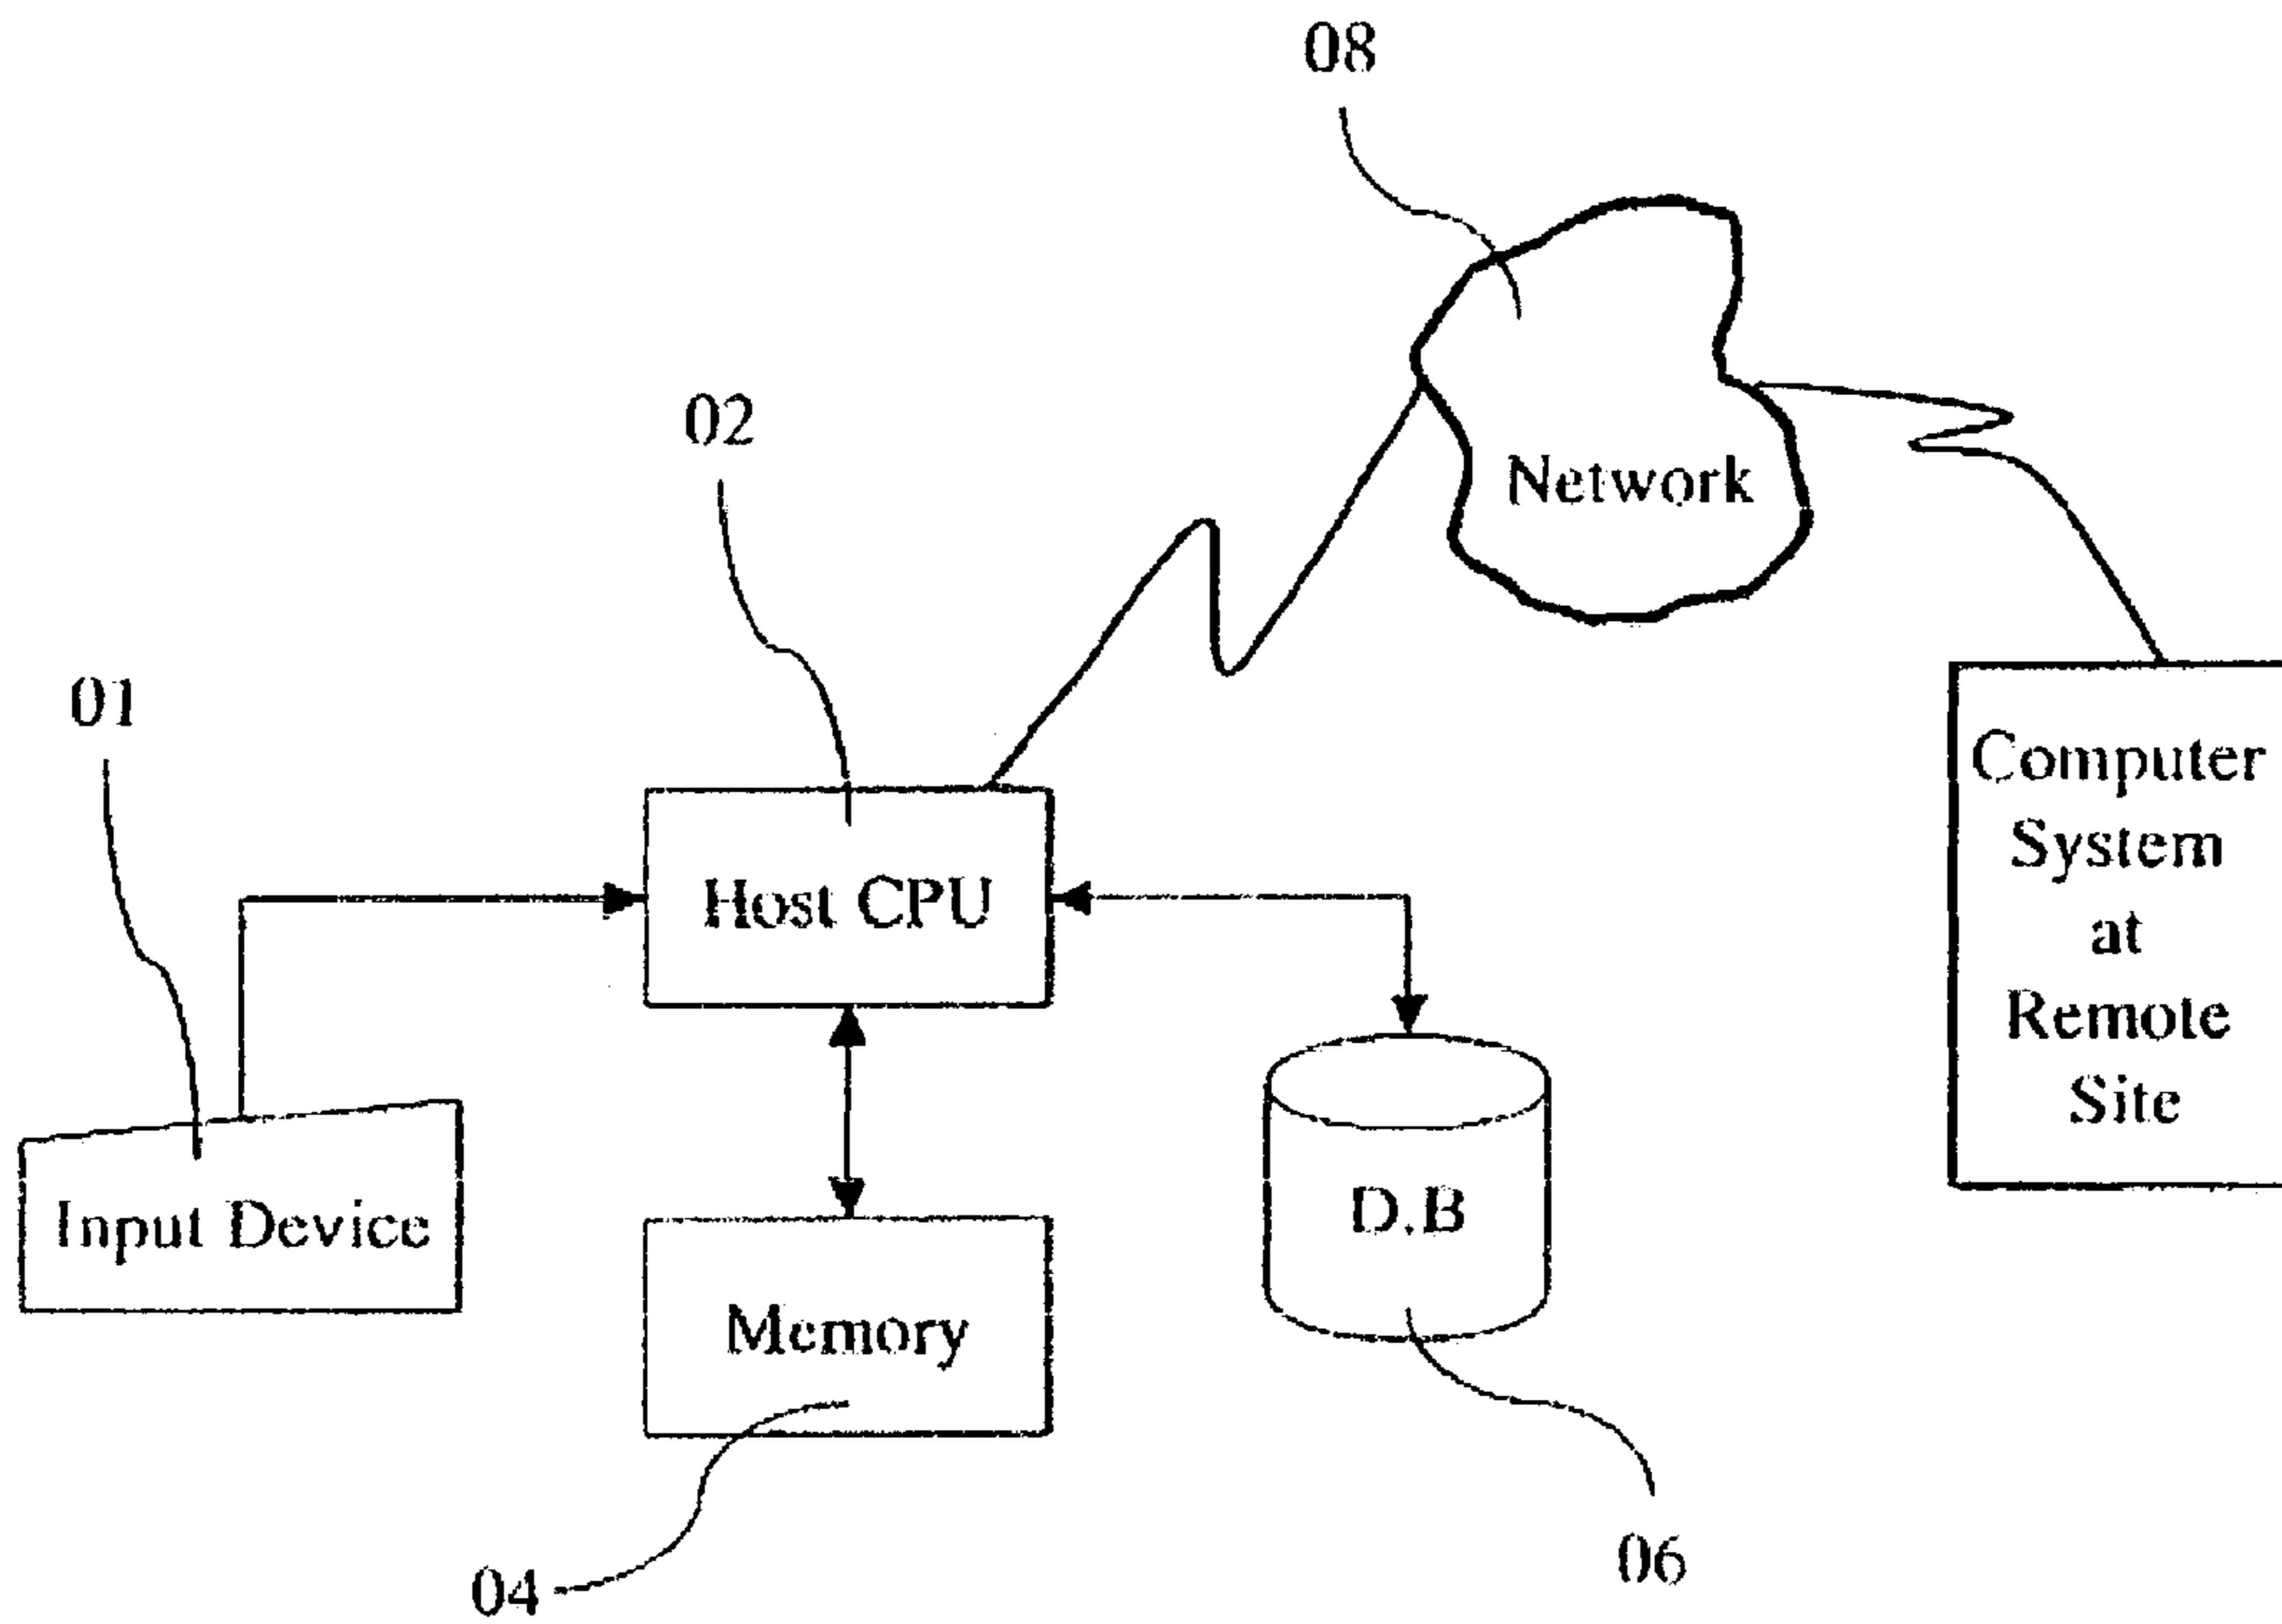 08
02
Network
01
Computer
System
at
Remote
Site
Host CPU
Input Device
D.B
Memory
06
04